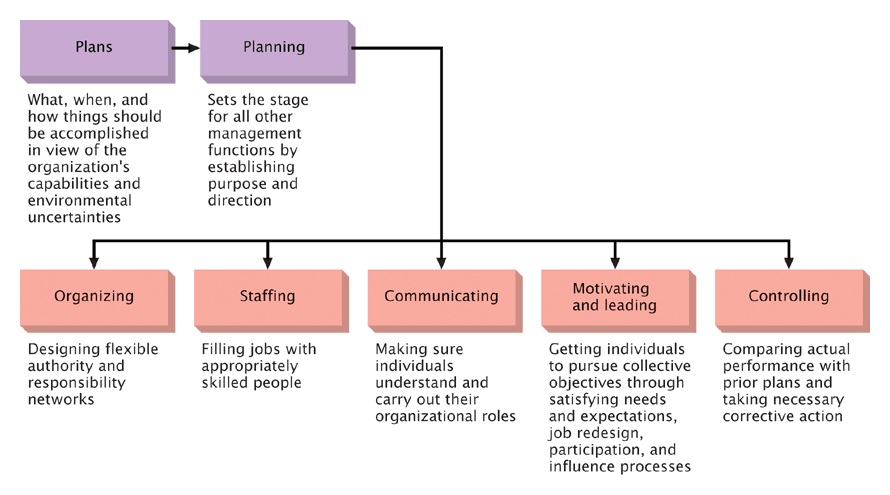 Plans
Planning
What, when, and
how things should
be accomplished
in view of the
organization's
capabilities and
environmental
uncertainties
Sets the stage
for all other
management
functions by
establishing
purpose and
direction
Organizing
Staffing
Communicating
Motivating
and leading
Controlling
Designing flexible
authority and
responsibility
networks
Filling jobs with
appropriately
skilled people
Making sure
individuals
understand and
carry out their
organizational roles
Getting individuals
to pursue collective
objectives through
satisfying needs
and expectations,
job redesign,
participation, and
influence processes
Comparing actual
performance with
prior plans and
taking necessary
corrective action